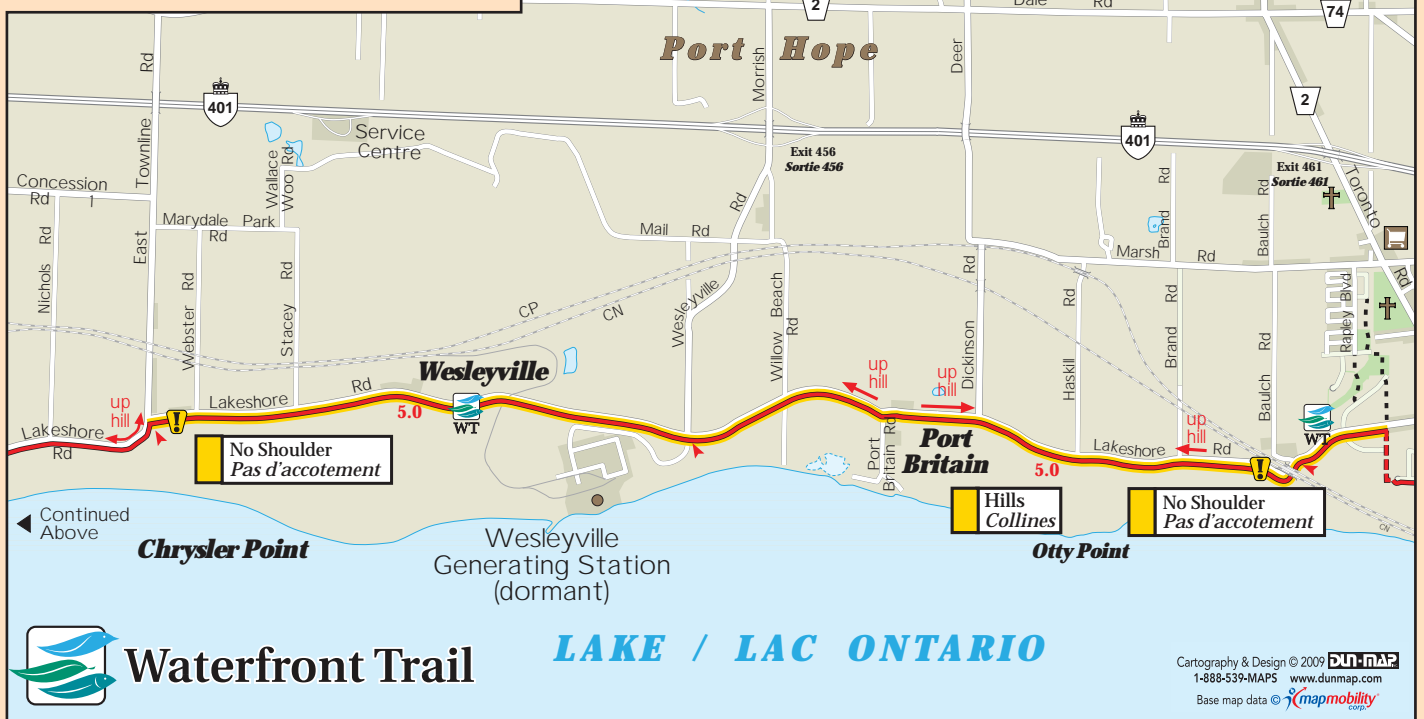 2
Dale Rd
74
Port Hope
Morrish
Rd
Deer
Townline
Rd
East
401
Service
Centre
Exit 456
Sortie 456
401
2
Exit 461
Sortie 461
Toronto
Rd
Concession
Rd 1
Wallace
Woo Rd
Marydale Park
Rd
Mail Rd
Marsh Rd
Brand
Rd
Baulch
Rd
Nichols Rd
Webster Rd
Stacey Rd
CP
CN
Wesleyville
Willow Beach
Rd
Dickinson
Rd
Haskill Rd
Brand Rd
Baulch Rd
Rapley Blvd
Wesleyville
Rd
Lakeshore
5.0
WT
up
hill
Lakeshore
Rd
up
hill
up
hill
up
hill
Port
Britain Rd
Port
Britain
5.0
Lakeshore Rd
WT
No Shoulder
Pas d'accotement
Hills
Collines
No Shoulder
Pas d'accotement
CN
Continued
Above
Chrysler Point
Wesleyville
Generating Station
(dormant)
Otty Point
Waterfront Trail
LAKE / LAC ONTARIO
Cartography & Design © 2009 DUN·MAP
1-888-539-MAPS www.dunmap.com
Base map data © mapmobility corp.